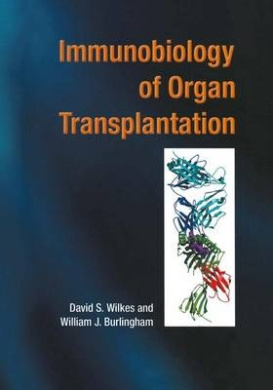 Immunobiology
of Organ
Transplantation
David S. Wilkes and
William J. Burlingham